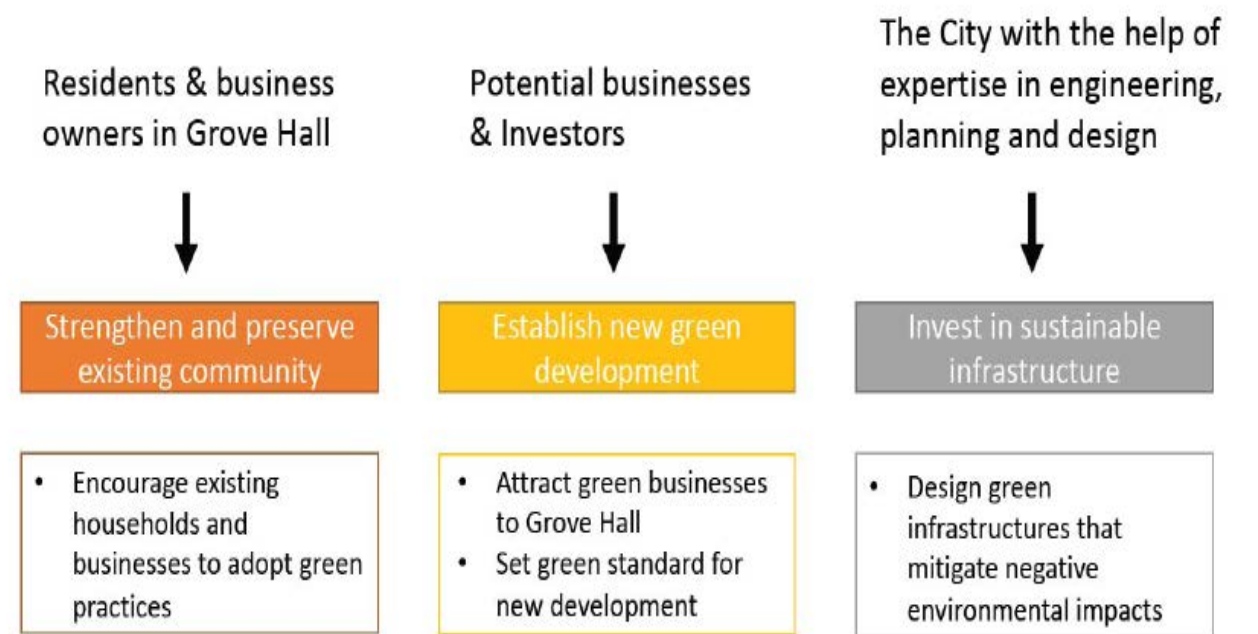 Residents & business
owners in Grove Hall
Strengthen and preserve
existing community
• Encourage existing
households and
businesses to adopt green
practices
Potential businesses
& Investors
Establish new green
development
• Attract green businesses
to Grove Hall
• Set green standard for
new development
The City with the help of
expertise in engineering,
planning and design
Invest in sustainable
infrastructure
• Design green
infrastructures that
mitigate negative
environmental impacts